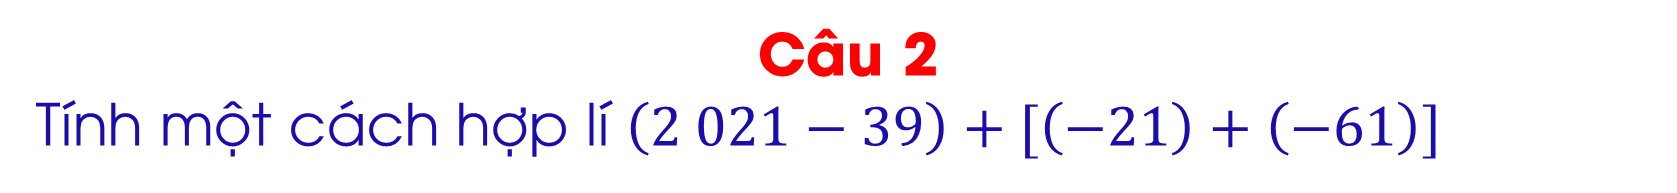 Câu 2
Tính một cách hợp lí (2 021 − 39) + [(−21) + (−61)]